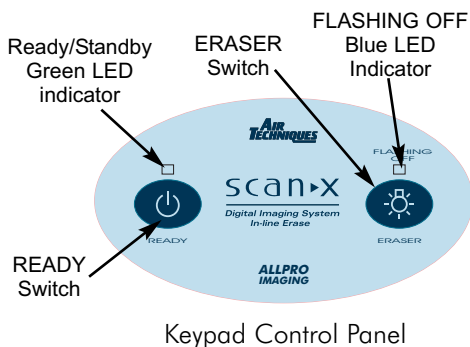 FLASHING OFF
Blue LED
Indicator
Ready/Standby
Green LED
indicator
ERASER
Switch
AIR
TECHNIQUES
FLASHING
OFF
scan x
Digital Imaging System
In-line Erase
READY
ERASER
READY
Switch
ALLPRO
IMAGING
Keypad Control Panel